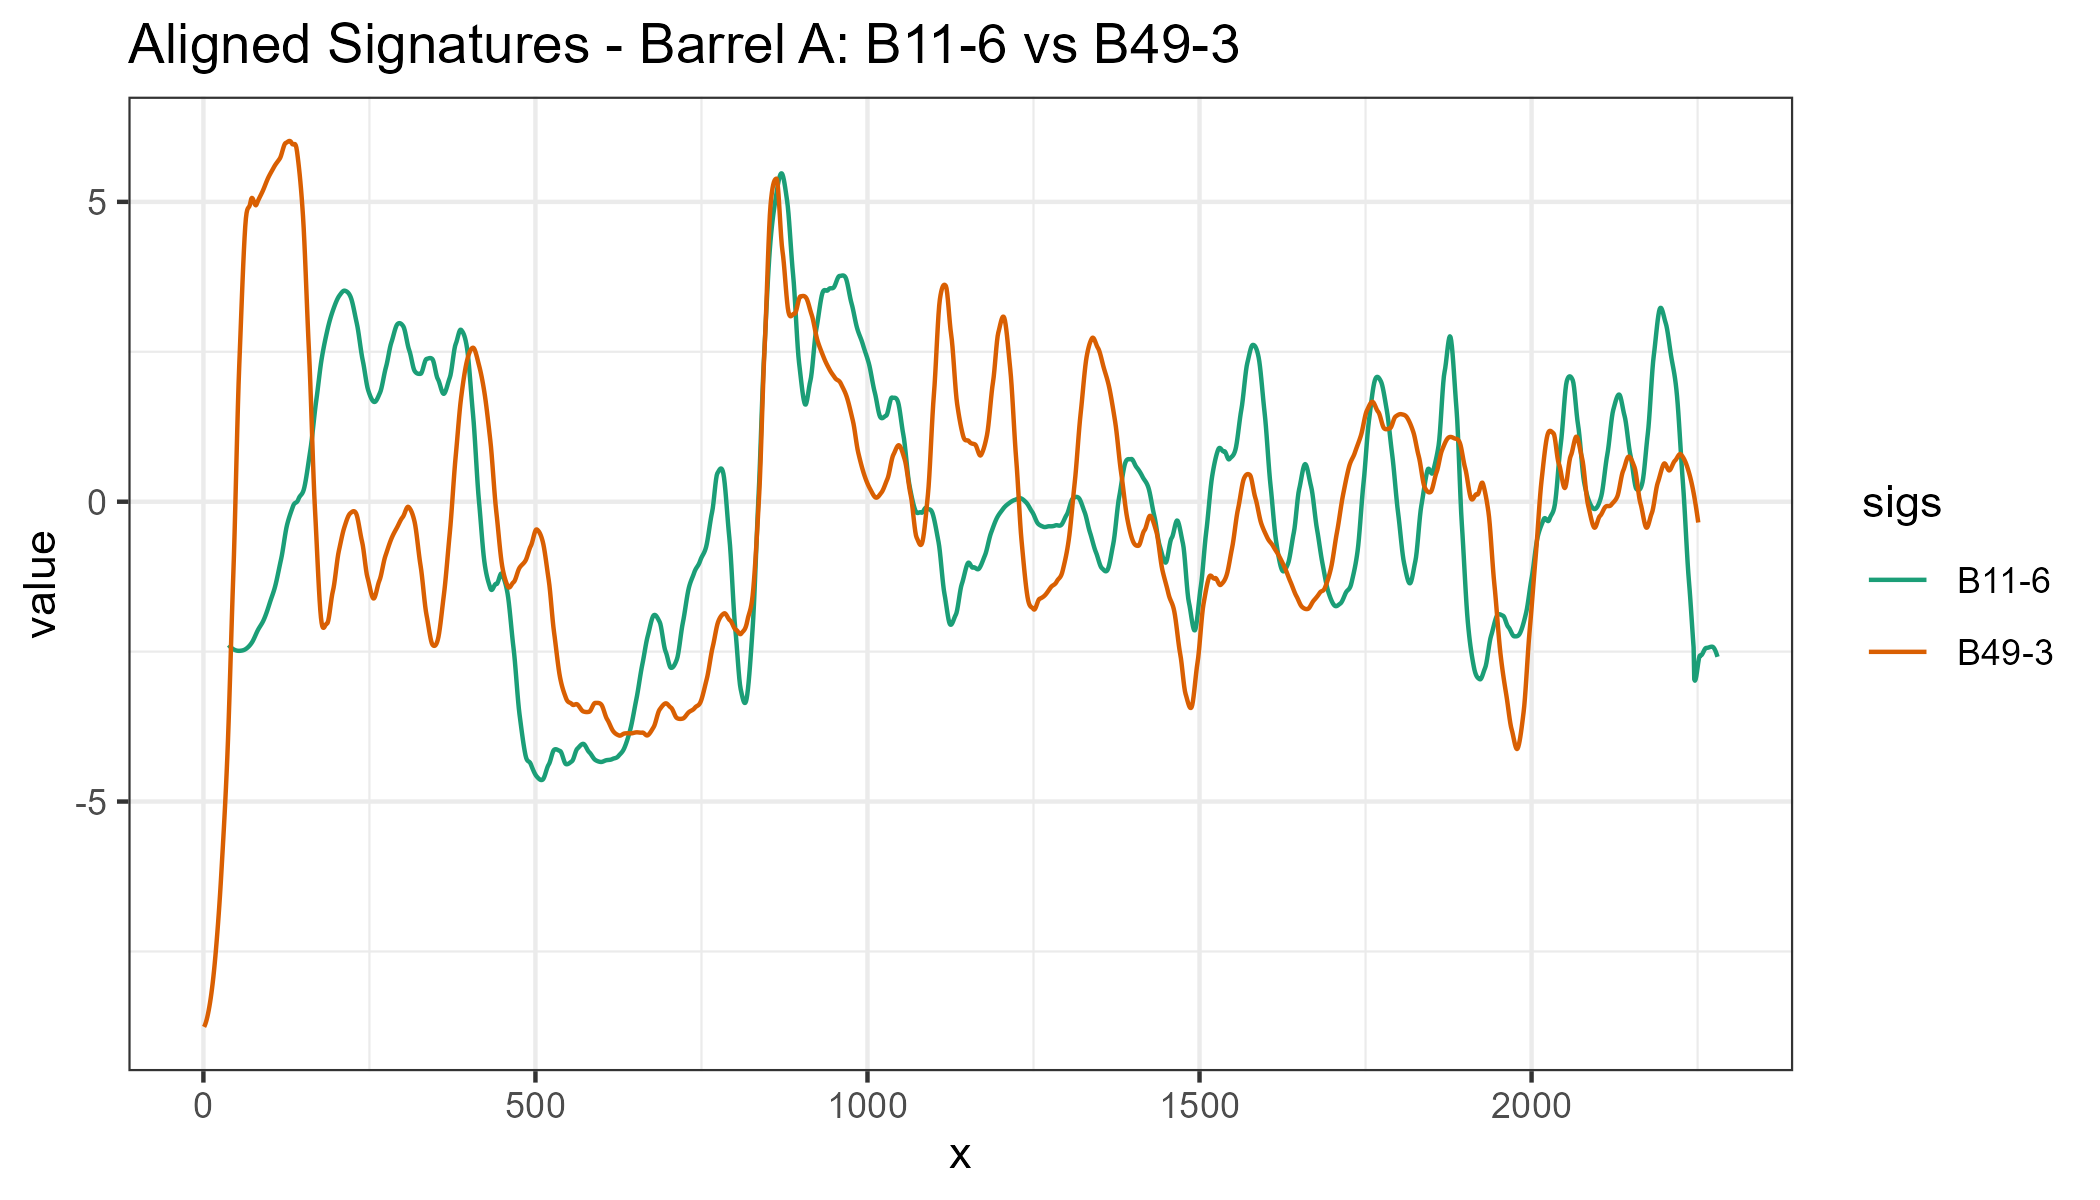 Aligned Signatures - Barrel A: B11-6 vs B49-3
value
5
0
-5
0 500 1000 1500 2000
x
sigs
B11-6
B49-3